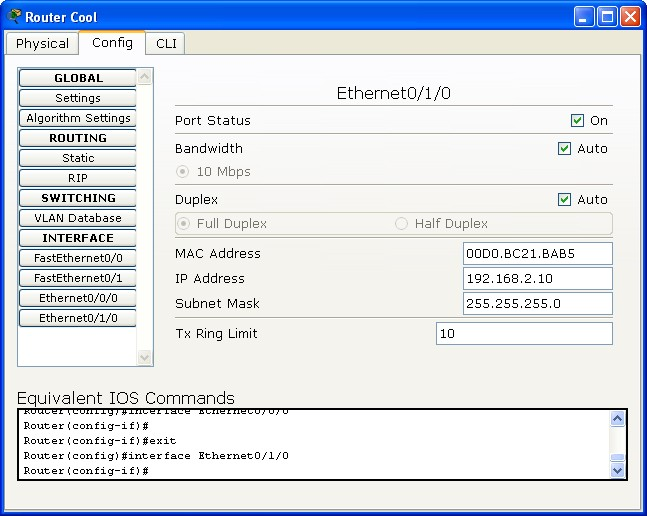 Router Cool
Physical Config CLI
GLOBAL
Settings
Algorithm Settings
ROUTING
Static
RIP
SWITCHING
VLAN Database
INTERFACE
FastEthernet0/0
FastEthernet0/1
Ethernet0/0/0
Ethernet0/1/0
Ethernet0/1/0
Port Status On
Bandwidth Auto
10 Mbps
Duplex Auto
Full Duplex Half Duplex
MAC Address 00D0.BC21.BAB5
IP Address 192.168.2.10
Subnet Mask 255.255.255.0
Tx Ring Limit 10
Equivalent IOS Commands
Router(config)#interface Ethernet0/0/0
Router(config-if)#
Router(config-if)#exit
Router(config)#interface Ethernet0/1/0
Router(config-if)#